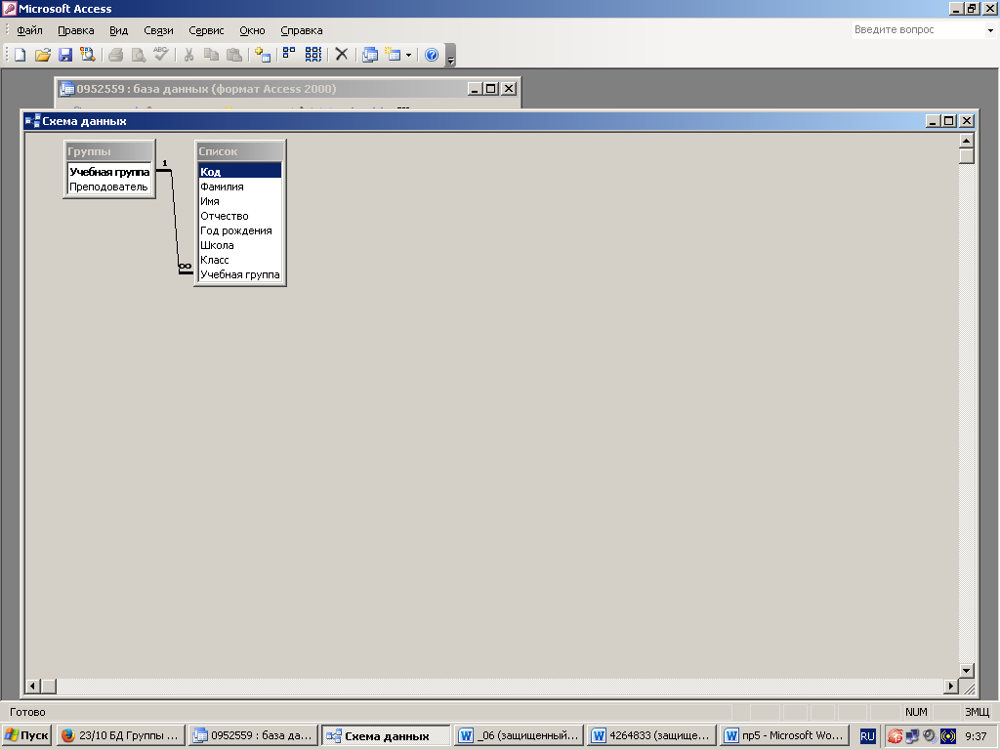 Microsoft Access
Файл Правка Вид Связи Сервис Окно Справка
Введите вопрос
0952559 : база данных (формат Access 2000)
Схема данных
Группы
Учебная группа
Преподователь
1
∞
Список
Код
Фамилия
Имя
Отчество
Год рождения
Школа
Класс
Учебная группа
Готово
NUM
ЗМЩ
Пуск
23/10 БД Группы ...
0952559 : база да...
Схема данных
_06 (защищенный...
4264833 (защище...
пр5 - Microsoft Wo...
RU
9:37